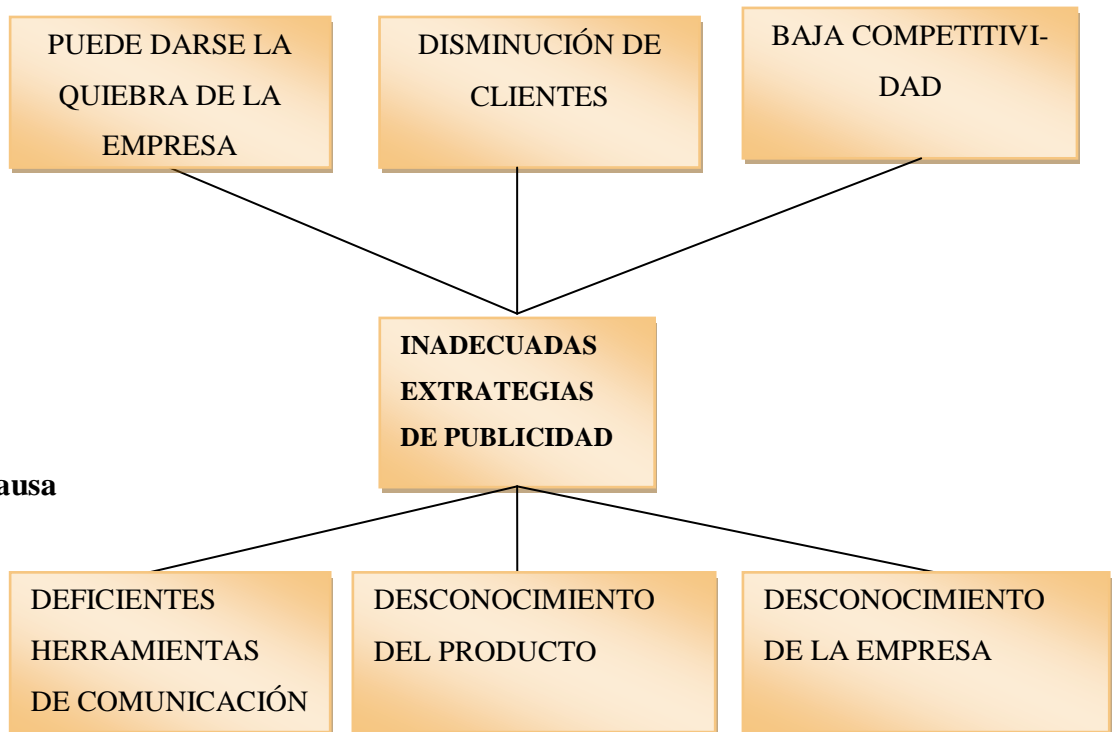 PUEDE DARSE LA
QUIEBRA DE LA
EMPRESA
DISMINUCIÓN DE
CLIENTES
BAJA COMPETITIVI-
DAD
INADECUADAS
EXTRATEGIAS
DE PUBLICIDAD
ausa
DEFICIENTES
HERRAMIENTAS
DE COMUNICACIÓN
DESCONOCIMIENTO
DEL PRODUCTO
DESCONOCIMIENTO
DE LA EMPRESA